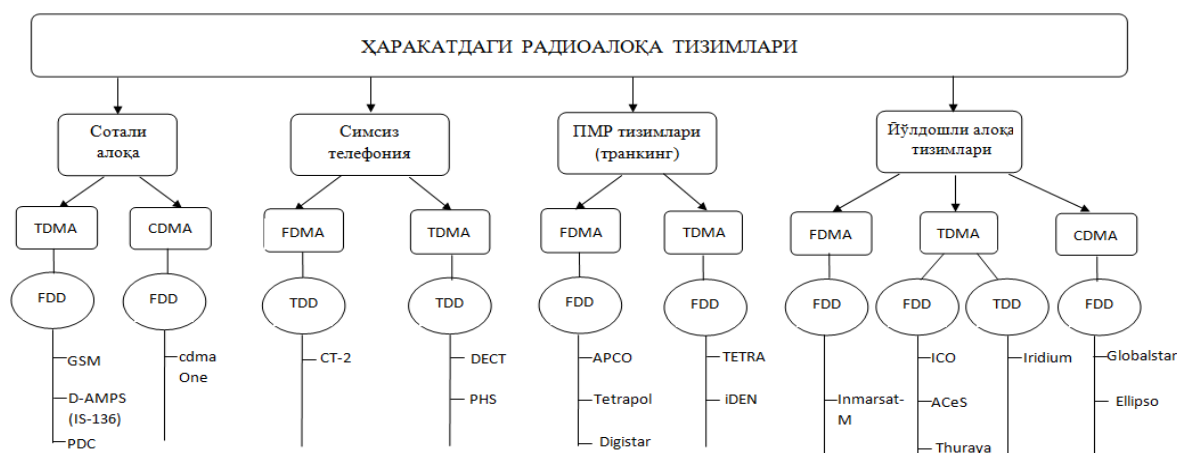 ҲАРАКАТДАГИ РАДИОАЛОҚА ТИЗИМЛАРИ
Сотали
алоқа
Симсиз
телефония
ПМР тизимлари
(транкинг)
Йўлдошли алоқа
тизимлари
TDMA
CDMA
FDMA
TDMA
FDMA
TDMA
FDMA
TDMA
CDMA
FDD
FDD
TDD
TDD
FDD
FDD
FDD
FDD
TDD
FDD
GSM
D-AMPS
(IS-136)
PDC
cdma
One
CT-2
DECT
PHS
APCO
Tetrapol
Digistar
TETRA
iDEN
Inmarsat-
M
ICO
ACeS
Thuraya
Iridium
Globalstar
Ellipso